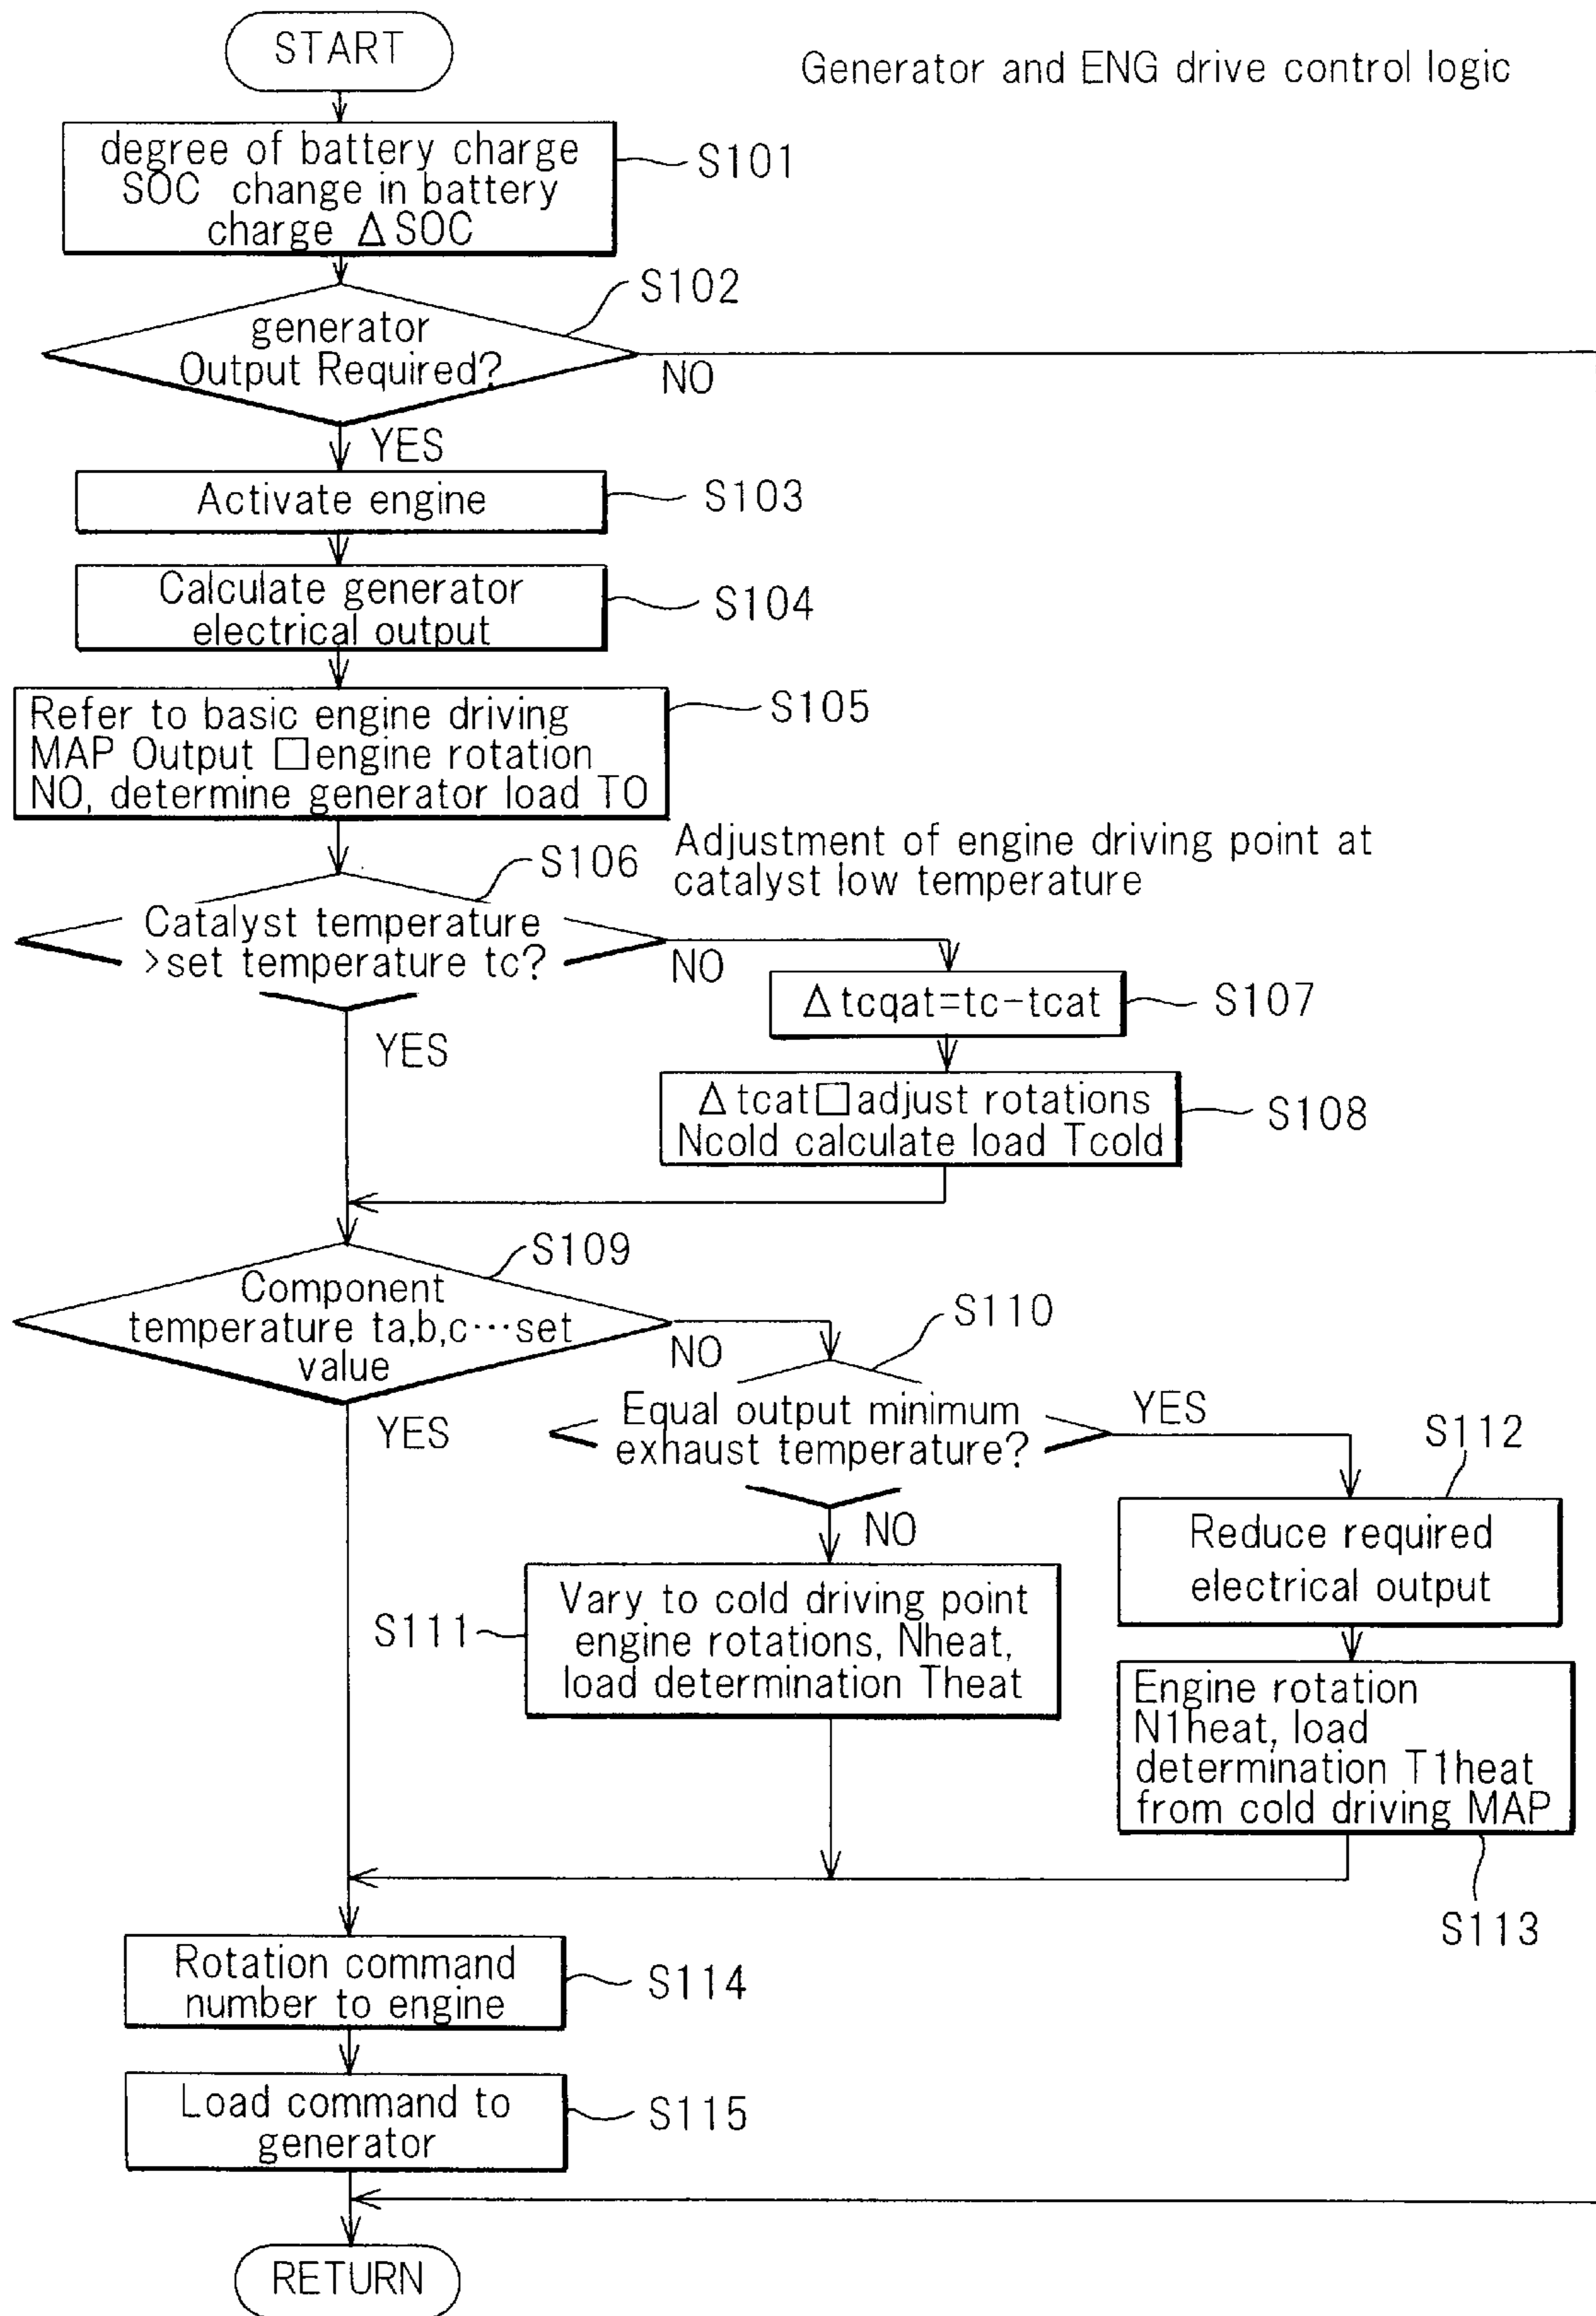 START
Generator and ENG drive control logic
degree of battery charge
SOC change in battery
charge ΔSOC
S101
S102
generator
Output Required?
NO
YES
Activate engine
S103
Calculate generator
electrical output
S104
Refer to basic engine driving
MAP Output □engine rotation
NO, determine generator load TO
S105
S106
Adjustment of engine driving point at
catalyst low temperature
Catalyst temperature
>set temperature tc?
NO
YES
Δtcqat=tc-tcat
S107
Δtcat□adjust rotations
Ncold calculate load Tcold
S108
S109
Component
temperature ta,b,c…set
value
NO
YES
S110
Equal output minimum
exhaust temperature?
YES
NO
S112
Reduce required
electrical output
S111
Vary to cold driving point
engine rotations, Nheat,
load determination Theat
Engine rotation
N1heat, load
determination T1heat
from cold driving MAP
S113
Rotation command
number to engine
S114
Load command to
generator
S115
RETURN